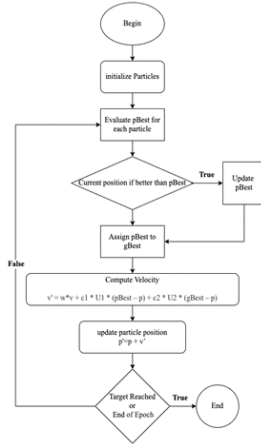 Begin
initialize Particles
Evaluate pBest for
each particle
Current position if better than pBest
True
Update
pBest
Assign pBest to
gBest
Compute Velocity
v' = w*v + c1 * U1 * (pBest – p) + c2 * U2 * (gBest – p)
update particle position
p'=p + v'
False
Target Reached
or
End of Epoch
True
End